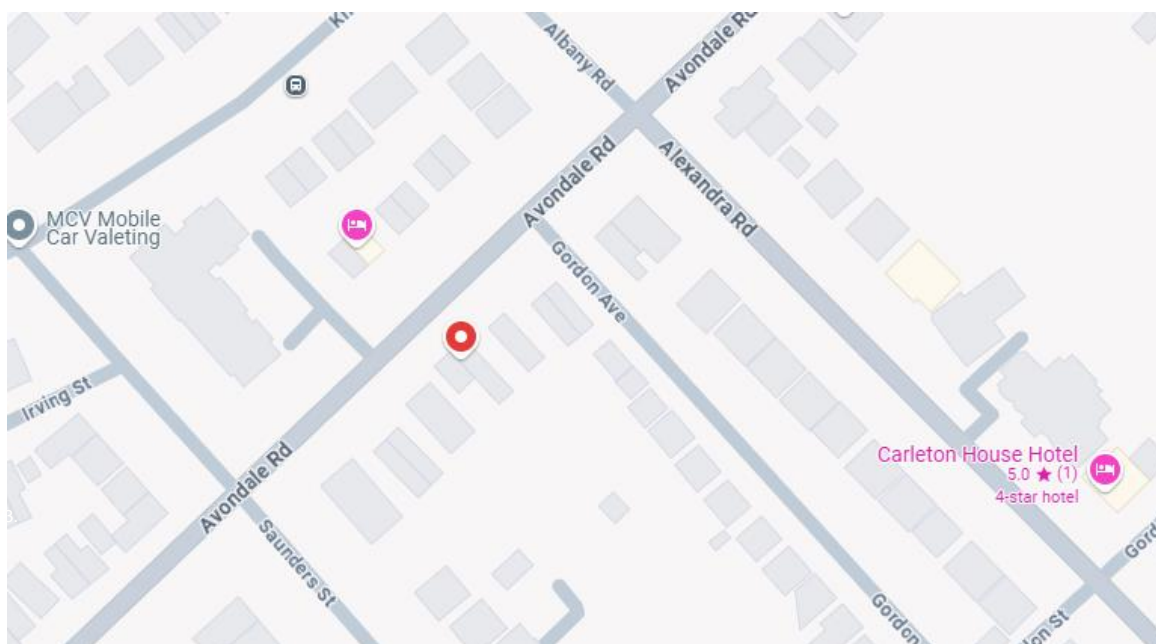 Albany Rd
Avondale Rd
Avondale Rd
Alexandra Rd
MCV Mobile
Car Valeting
Gordon Ave
Irving St
Avondale Rd
Carleton House Hotel
5.0 ★ (1)
4-star hotel
Saunders St
Gordon